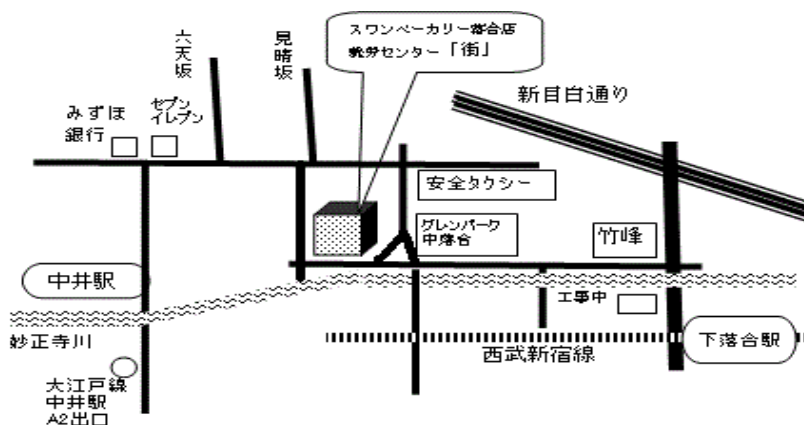 スワンベーカリー落合店
就労センター「街」
六天坂
見晴坂
新目白通り
みずほ
銀行
セブン
イレブン
安全タクシー
グレンパーク
中落合
竹峰
中井駅
工事中
妙正寺川
西武新宿線
下落合駅
大江戸線
中井駅
A2出口